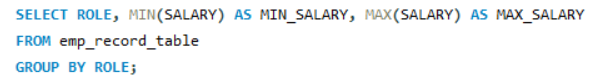 SELECT ROLE, MIN(SALARY) AS MIN_SALARY, MAX(SALARY) AS MAX_SALARY
FROM emp_record_table
GROUP BY ROLE;